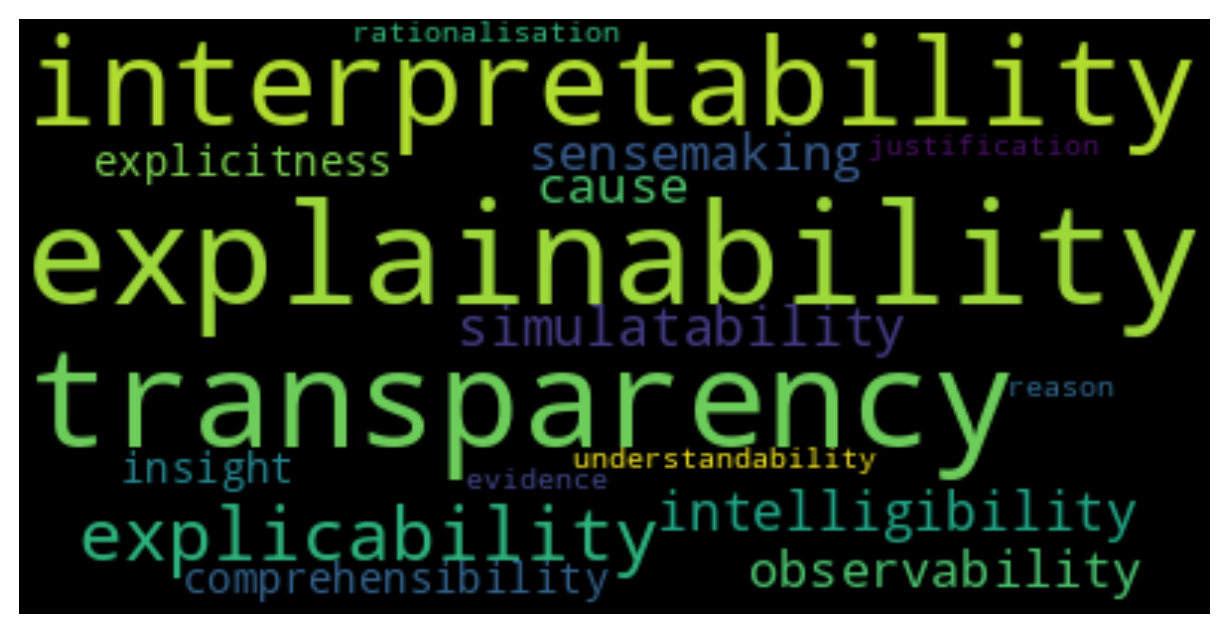 rationalisation
interpretability
explicitness
sensemaking
justification
cause
explainability
simulatability
transparency
reason
insight
understandability
evidence
explicability
intelligibility
comprehensibility
observability